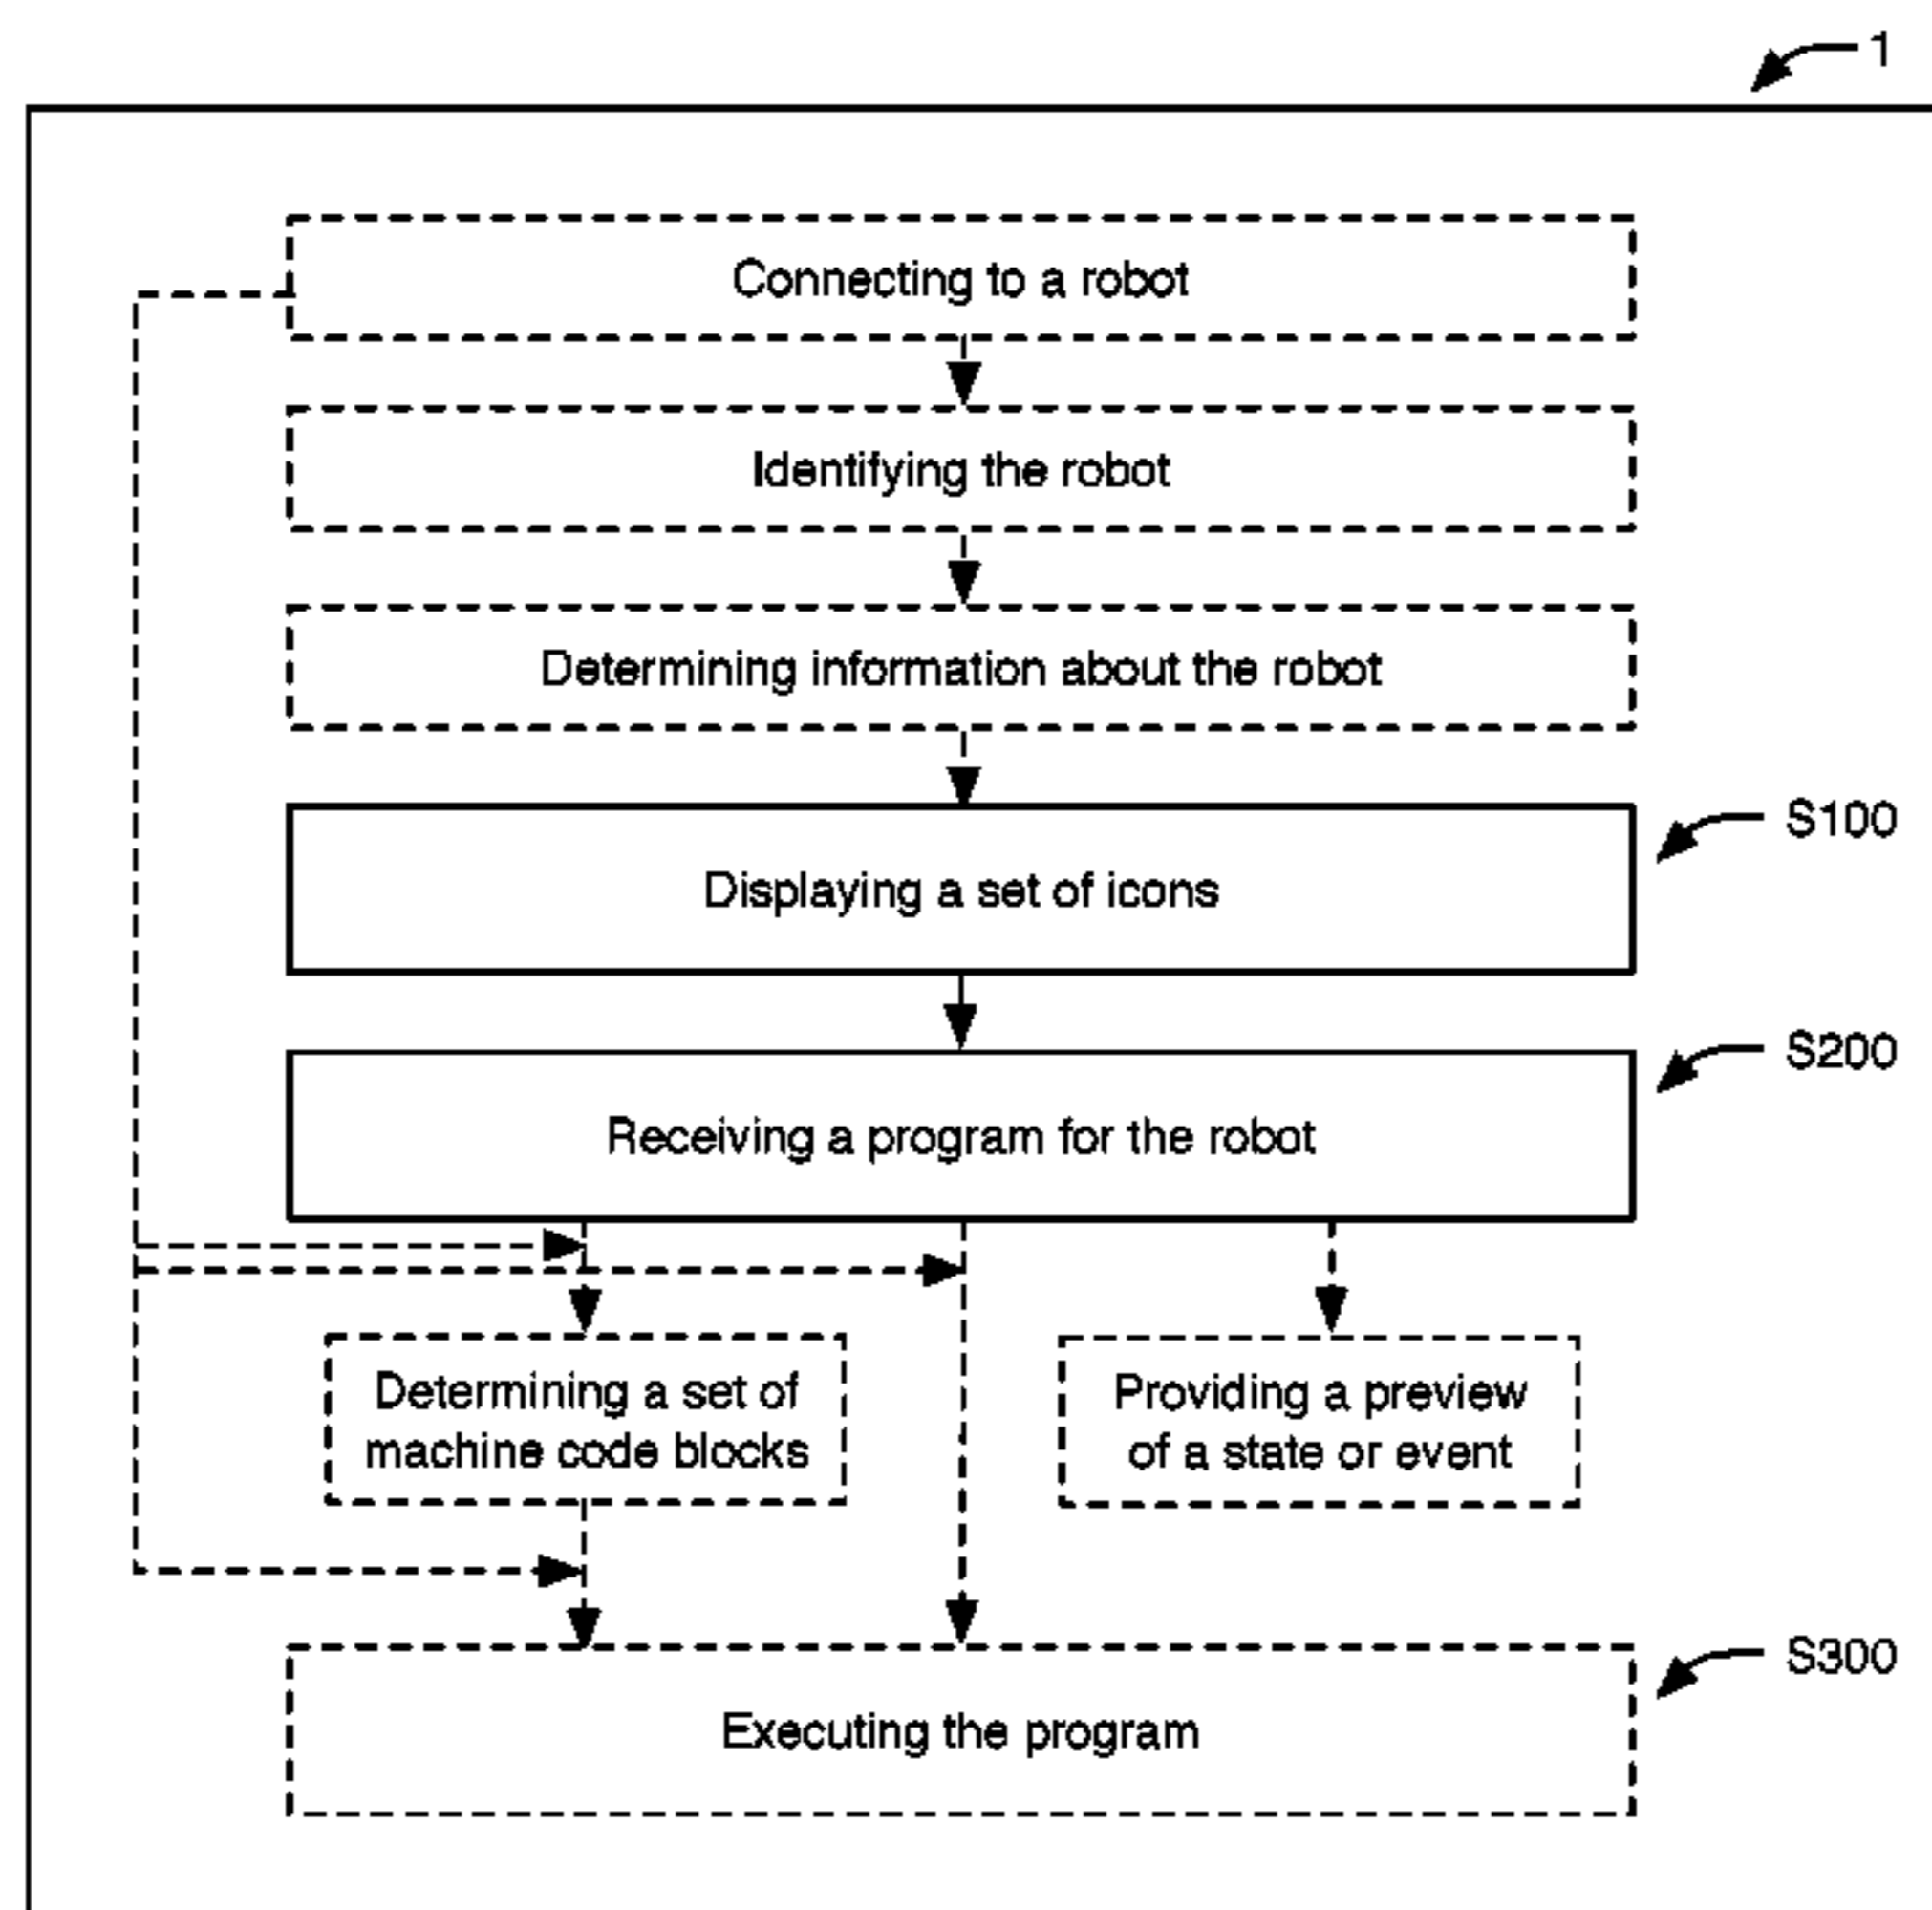 1
Connecting to a robot
Identifying the robot
Determining information about the robot
S100
Displaying a set of icons
S200
Receiving a program for the robot
Determining a set of
machine code blocks
Providing a preview
of a state or event
S300
Executing the program